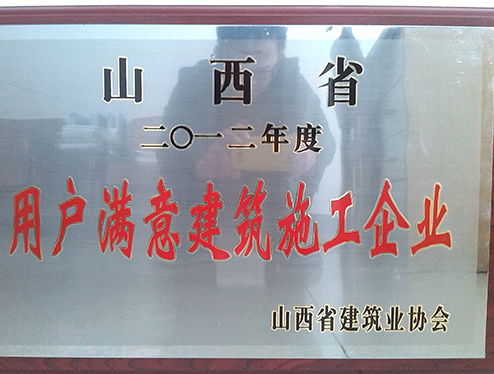 山西省
二〇一二年度
用户满意建筑施工企业
山西省建筑业协会